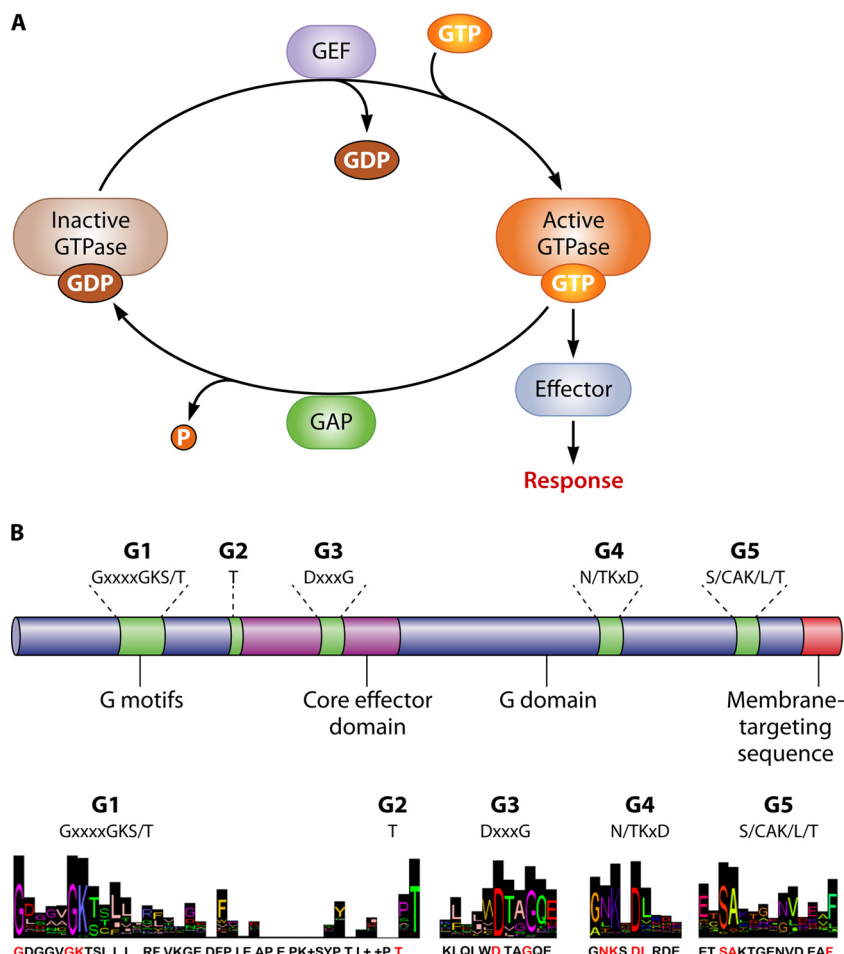 A
GEF
GTP
GDP
Inactive
GTPase
GDP
Active
GTPase
GTP
Effector
GAP
P
Response
B
G1
G2
G3
G4
G5
GxxxxGKS/T
T
DxxxG
N/TKxD
S/CAK/L/T
G motifs
Core effector
domain
G domain
Membrane-
targeting
sequence
G1
G2
G3
G4
G5
GxxxxGKS/T
T
DxxxG
N/TKxD
S/CAK/L/T